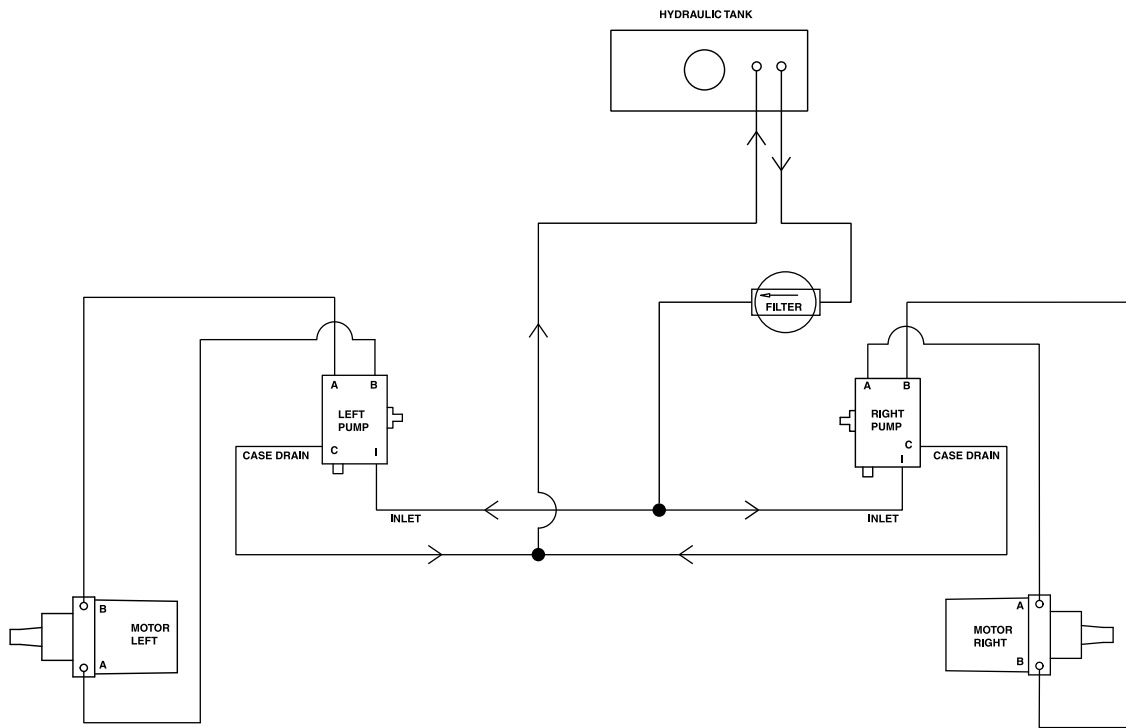 HYDRAULIC TANK
FILTER
A B
LEFT
PUMP
C I
CASE DRAIN
INLET
A B
RIGHT
PUMP
C
I
CASE DRAIN
INLET
B
MOTOR
LEFT
A
A
MOTOR
RIGHT
B